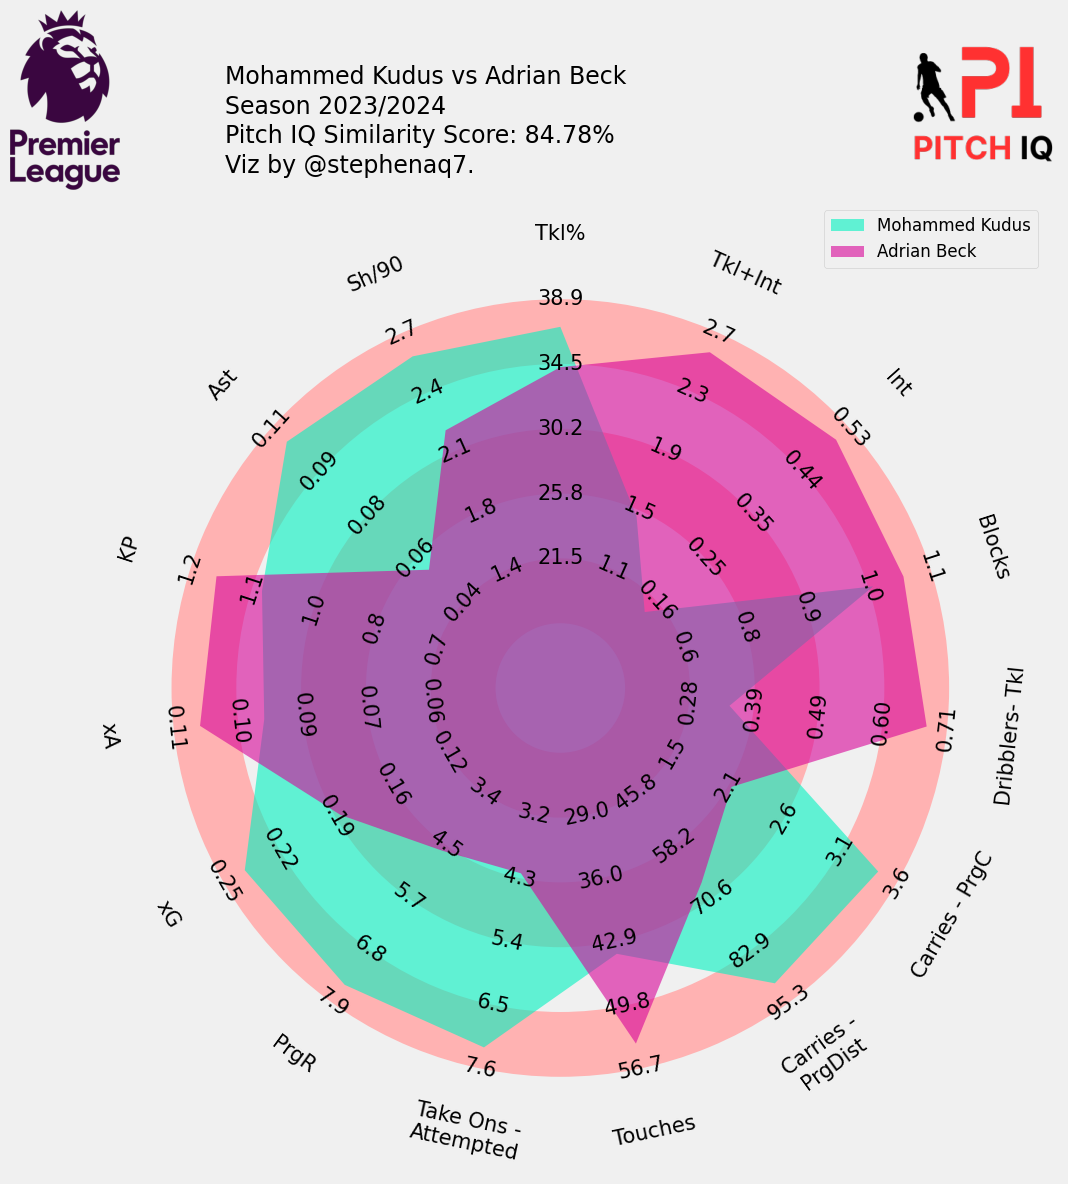 Mohammed Kudus vs Adrian Beck
Season 2023/2024
Pitch IQ Similarity Score: 84.78%
Viz by @stephenaq7.
Premier
League
PI
PITCH IQ
Mohammed Kudus
Adrian Beck
Tkl%
38.9
34.5
30.2
25.8
21.5
Tkl+Int
2.7
2.3
1.9
1.5
1.1
Int
0.53
0.44
0.35
0.25
0.16
Blocks
1.1
1.0
0.9
0.8
0.6
Dribblers- Tkl
0.71
0.60
0.49
0.39
0.28
Carries - PrgC
3.6
3.1
2.6
2.1
1.5
Carries -
PrgDist
95.3
82.9
70.6
58.2
45.8
Touches
56.7
49.8
42.9
36.0
29.0
Take Ons -
Attempted
7.6
6.5
5.4
4.3
3.2
PrgR
7.9
6.8
5.7
4.5
3.4
xG
0.25
0.22
0.19
0.16
0.12
xA
0.11
0.10
0.09
0.07
0.06
KP
1.2
1.1
1.0
0.8
0.7
Ast
0.11
0.09
0.08
0.06
0.04
Sh/90
2.7
2.4
2.1
1.8
1.4